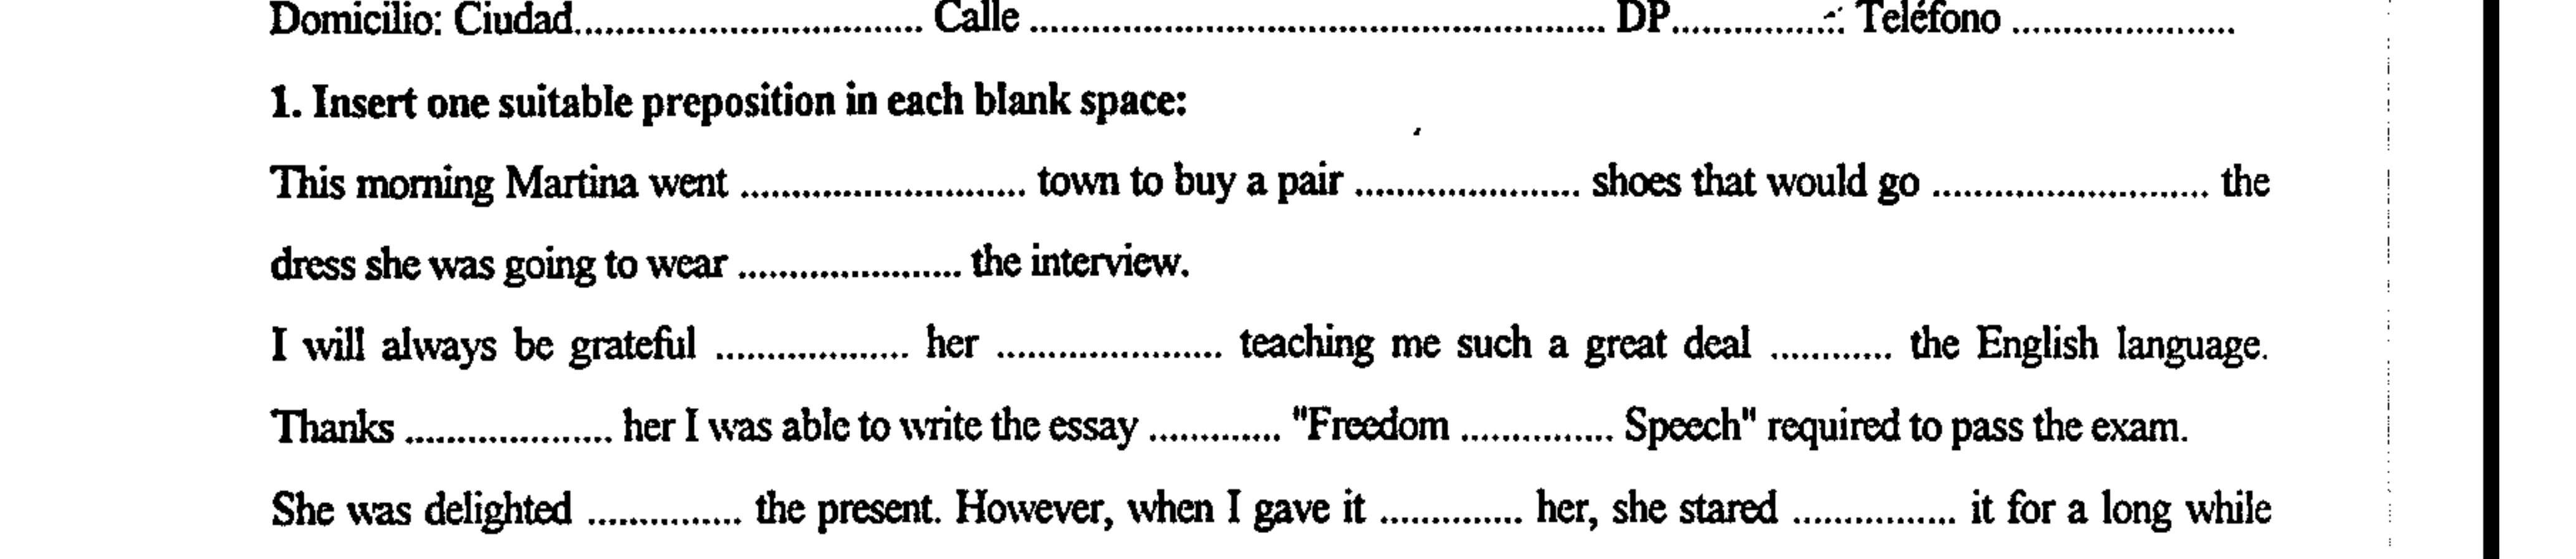 Domicilio: Ciudad.................................. Calle ........................................................ DP................ Teléfono ......................
1. Insert one suitable preposition in each blank space:
This morning Martina went ............................ town to buy a pair ...................... shoes that would go ........................... the
dress she was going to wear ...................... the interview.
I will always be grateful ................... her ...................... teaching me such a great deal ............ the English language.
Thanks .................... her I was able to write the essay ............. "Freedom ............... Speech" required to pass the exam.
She was delighted ............... the present. However, when I gave it .............. her, she stared ................ it for a long while